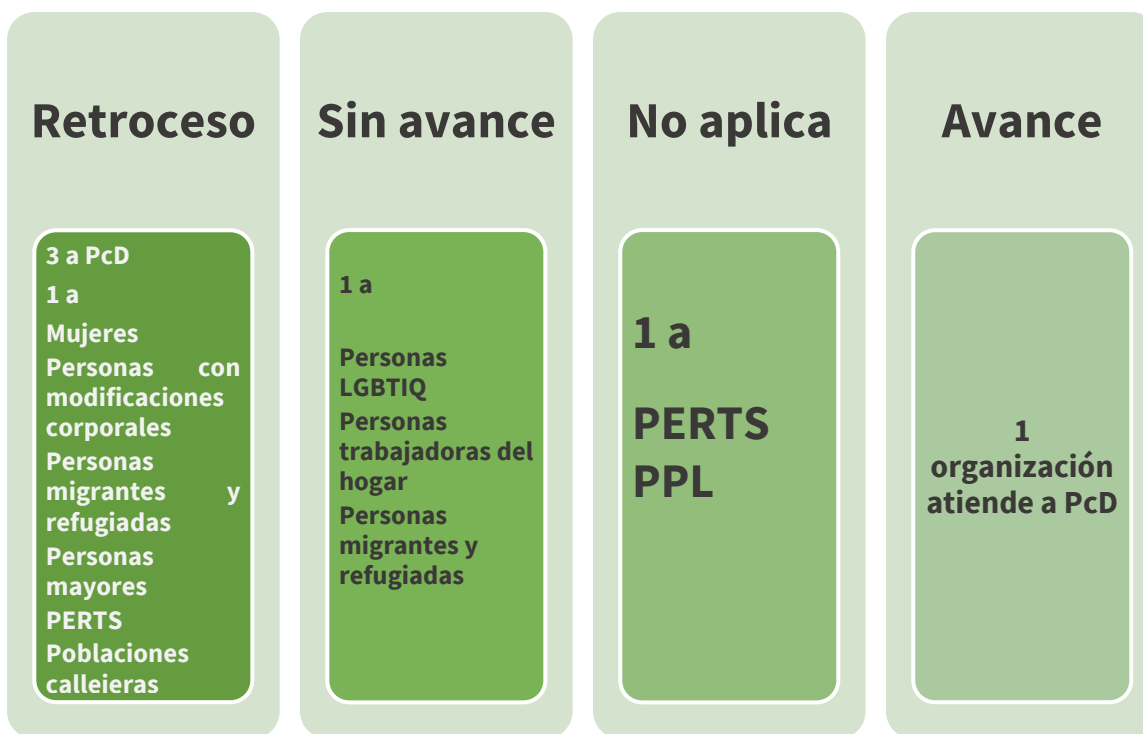 Retroceso
3 a PcD
1 a
Mujeres
Personas con
modificaciones
corporales
Personas
migrantes y
refugiadas
Personas
mayores
PERTS
Poblaciones
calleieras
Sin avance
1 a
Personas
LGBTIQ
Personas
trabajadoras del
hogar
Personas
migrantes y
refugiadas
No aplica
1 a
PERTS
PPL
Avance
1
organización
atiende a PcD